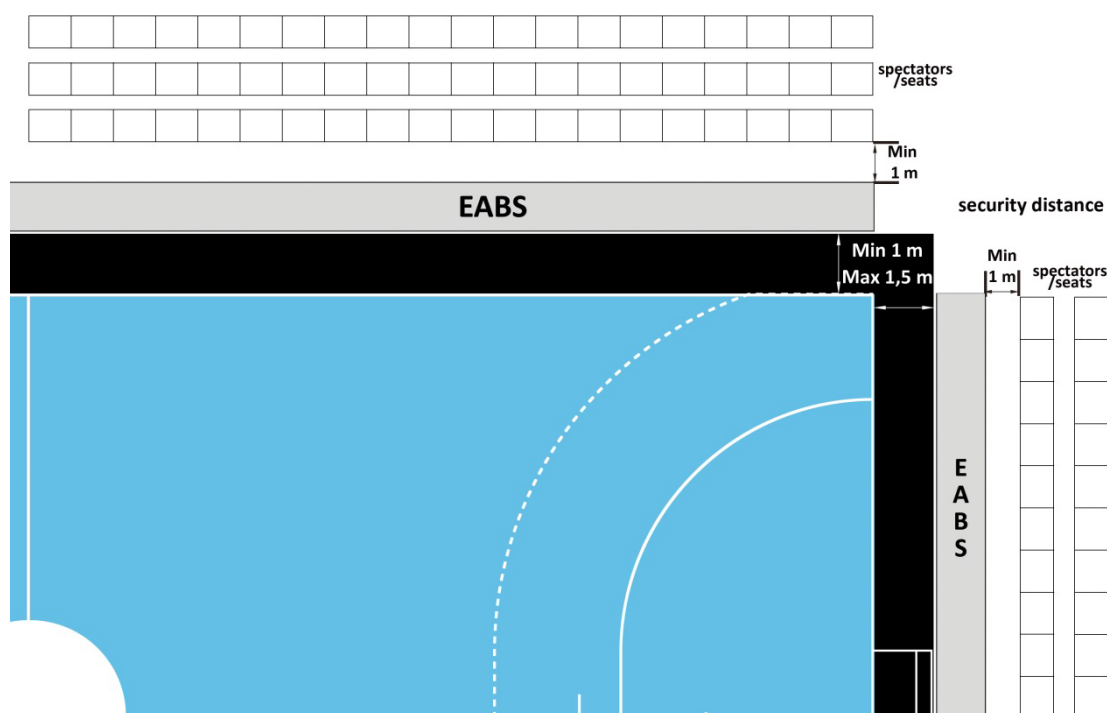 spectators
/seats
Min
1 m
EABS
security distance
Min 1 m
Max 1,5 m
Min
1 m
spectators
/seats
E
A
B
S